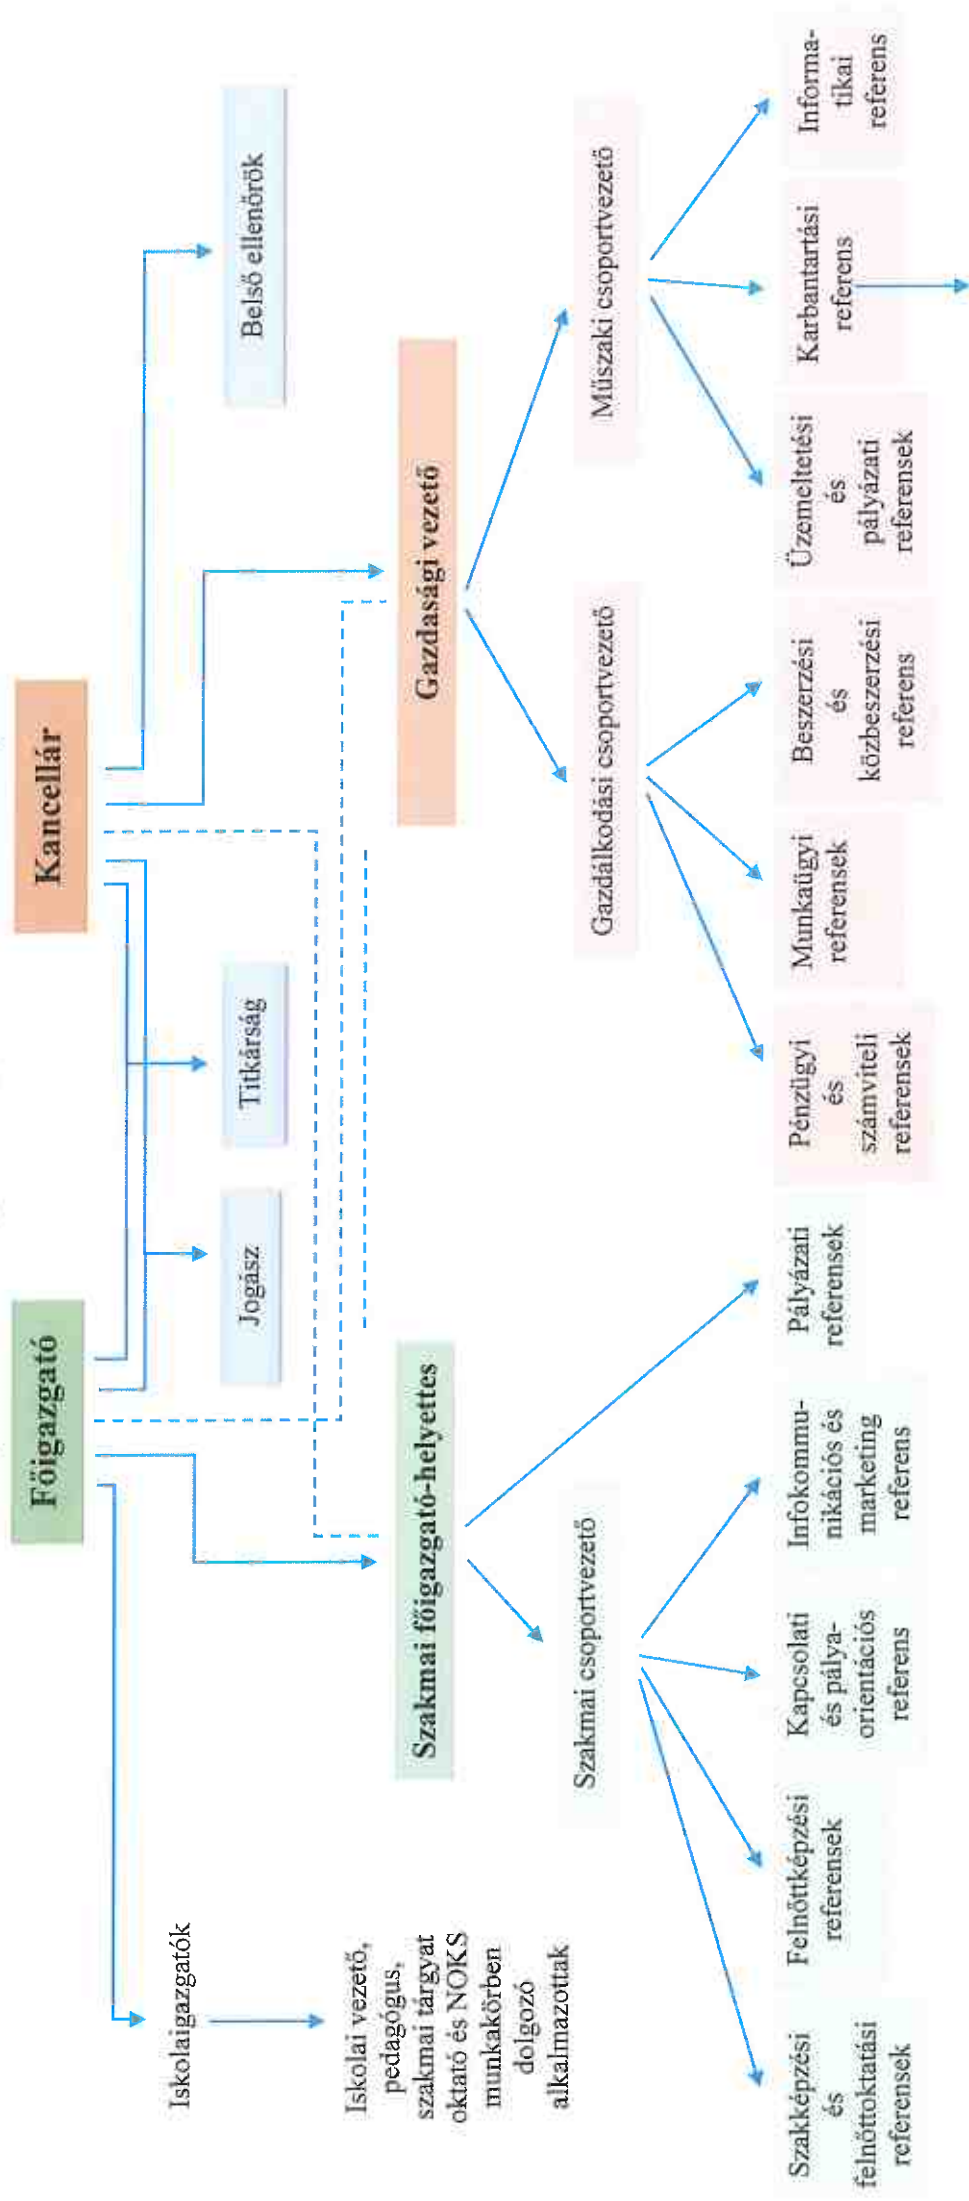 Főigazgató
Kancellár
Iskolaigazgatók
Jogász
Titkárság
Belső ellenőrök
Iskolai vezető,
pedagógus,
szakmai tárgyat
oktató és NOKS
munkakörben
dolgozó
alkalmazottak
Szakmai főigazgató-helyettes
Gazdasági vezető
Szakmai csoportvezető
Gazdálkodási csoportvezető
Műszaki csoportvezető
Szakképzési
és
felnőttoktatási
referensek
Felnőttképzési
referensek
Kapcsolati
és pálya-
orientációs
referens
Infokommu-
nikációs és
marketing
referens
Pályázati
referensek
Pénzügyi
és
számviteli
referensek
Munkaügyi
referensek
Beszerzési
és
közbeszerzési
referens
Üzemeltetési
és
pályázati
referensek
Karbantartási
referens
Informa-
tikai
referens